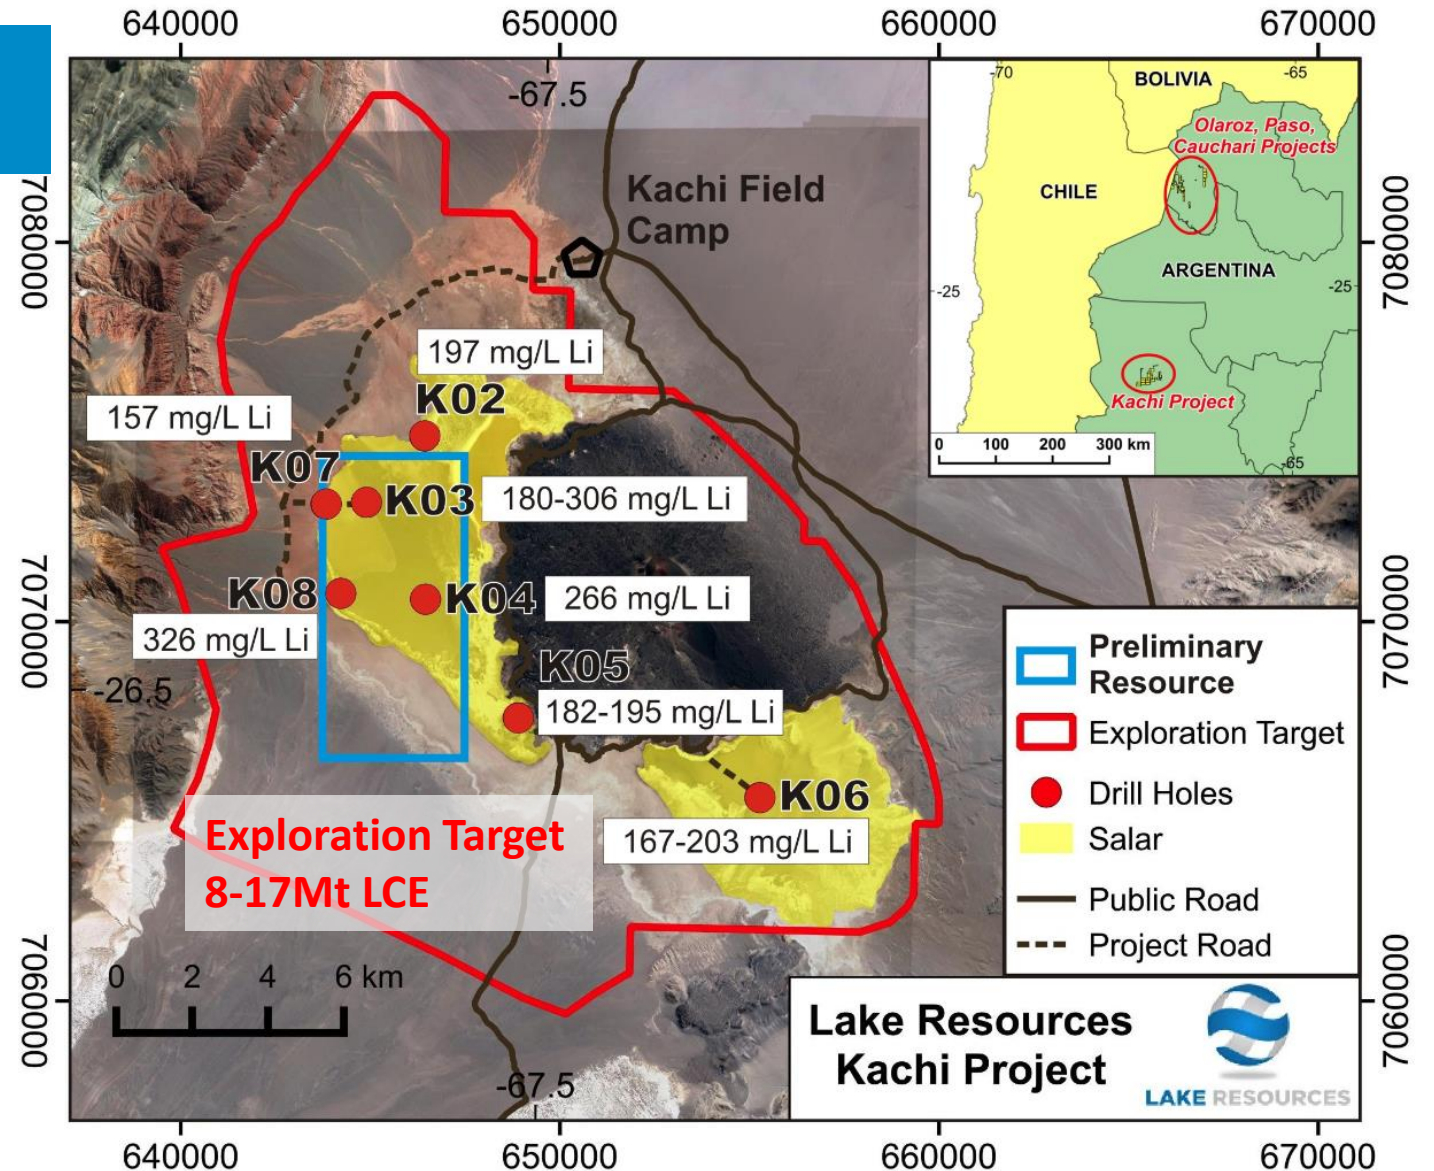 640000
650000
660000
670000
-67.5
-70
-65
BOLIVIA
Olaroz, Paso,
Cauchari Projects
CHILE
ARGENTINA
-25
-25
Kachi Project
0 100 200 300 km
-65
7080000
7080000
Kachi Field
Camp
197 mg/L Li
K02
157 mg/L Li
K07
K03
180-306 mg/L Li
K08
K04
266 mg/L Li
326 mg/L Li
7070000
7070000
K05
-26.5
182-195 mg/L Li
K06
167-203 mg/L Li
Exploration Target
8-17Mt LCE
Preliminary
Resource
Exploration Target
Drill Holes
Salar
Public Road
Project Road
0 2 4 6 km
7060000
7060000
Lake Resources
Kachi Project
LAKE RESOURCES
-67.5
640000
650000
660000
670000